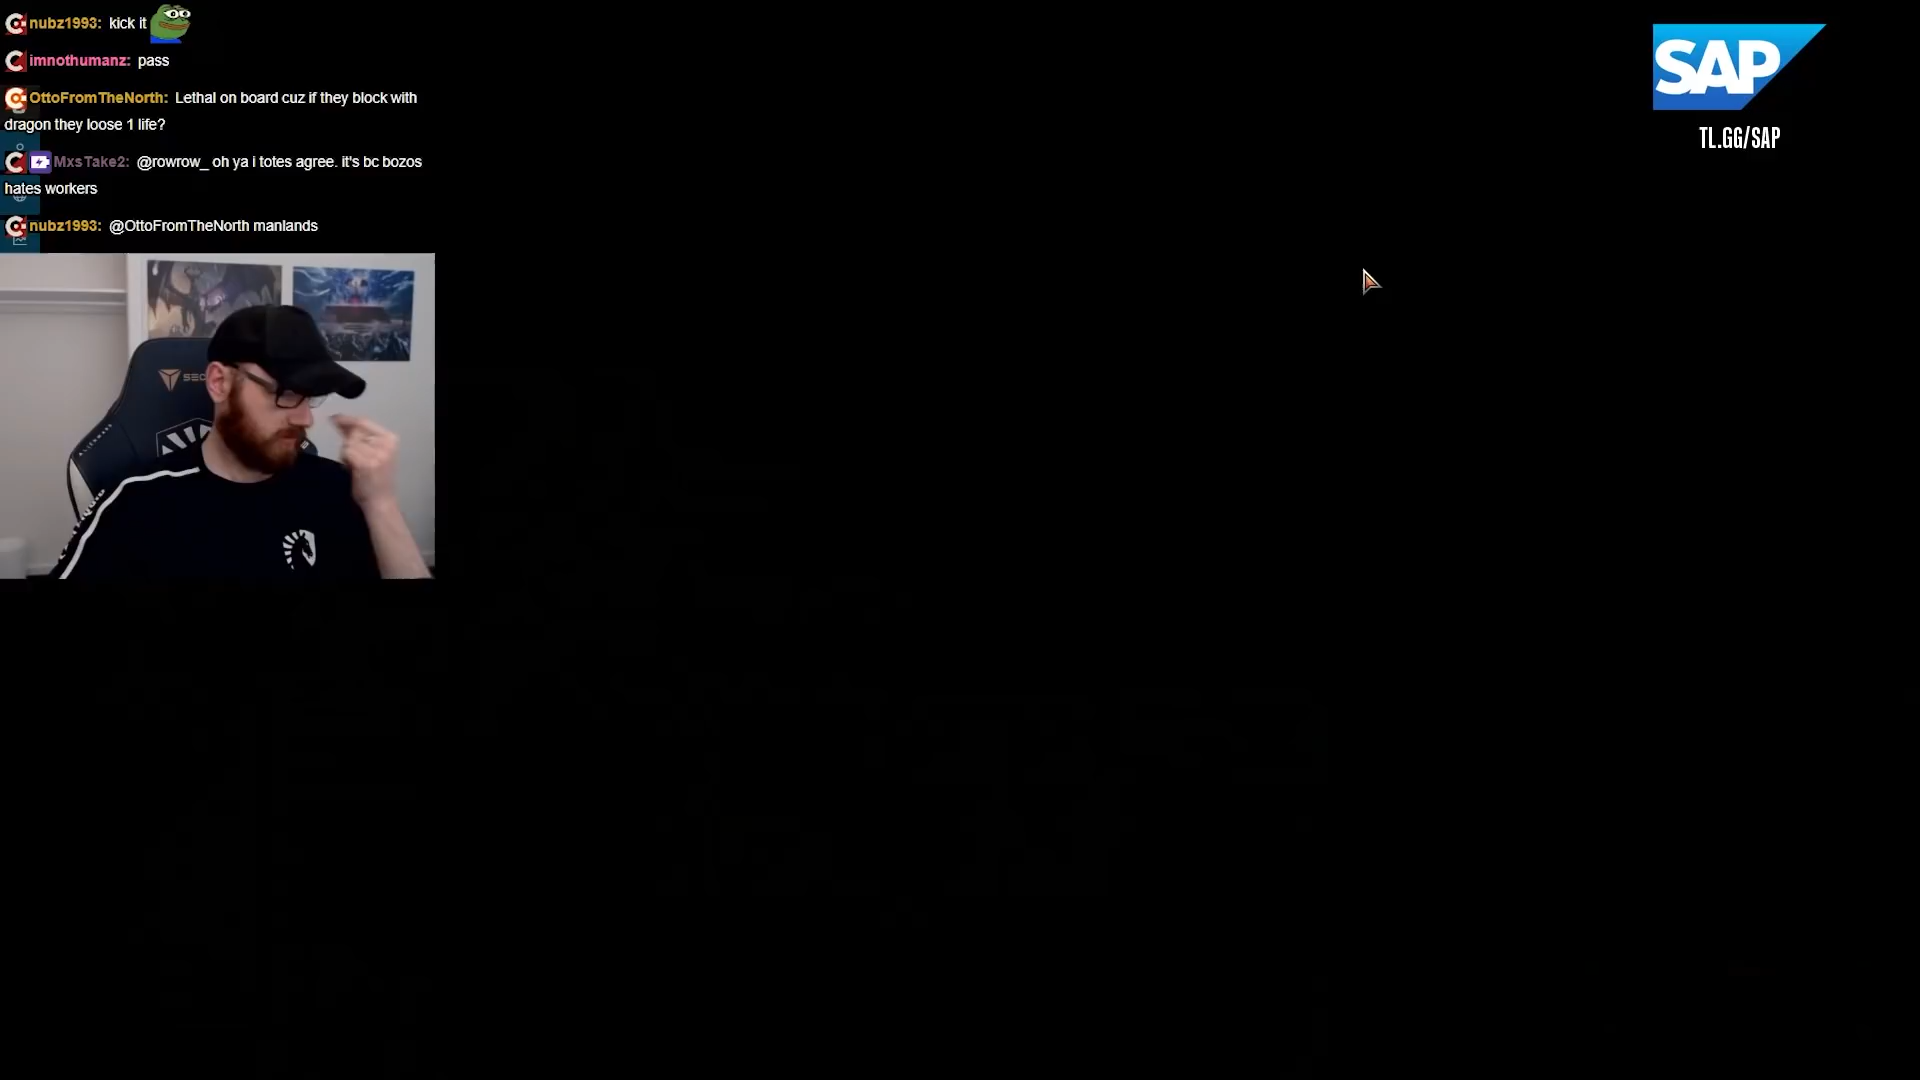 nubz1993: kick it
imnothumanz: pass
OttoFromTheNorth: Lethal on board cuz if they block with
dragon they loose 1 life?
MxsTake2: @rowrow_ oh ya i totes agree. it's bc bozos
hates workers
nubz1993: @OttoFromTheNorth manlands
SAP
TL.GG/SAP